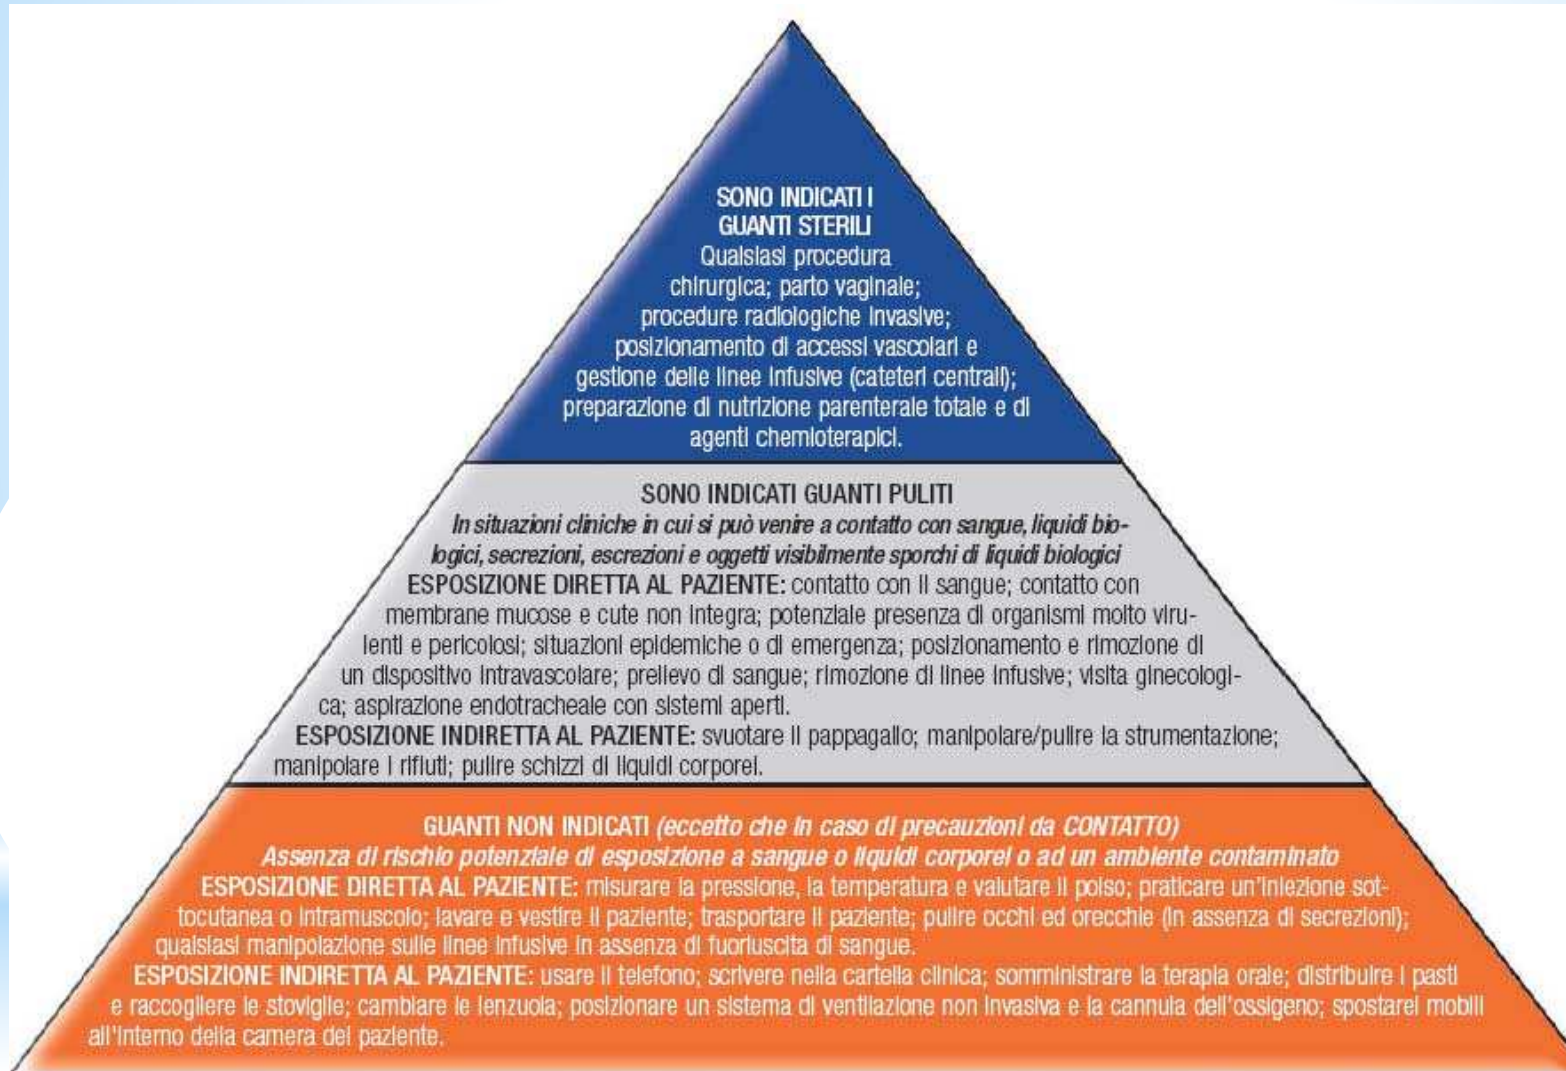 SONO INDICATI I
GUANTI STERILI
Qualsiasi procedura
chirurgica; parto vaginale;
procedure radiologiche invasive;
posizionamento di accessi vascolari e
gestione delle linee infusive (cateteri centrali);
preparazione di nutrizione parenterale totale e di
agenti chemioterapici.
SONO INDICATI GUANTI PULITI
In situazioni cliniche in cui si può venire a contatto con sangue, liquidi bio-
logici, secrezioni, escrezioni e oggetti visibilmente sporchi di liquidi biologici
ESPOSIZIONE DIRETTA AL PAZIENTE: contatto con il sangue; contatto con
membrane mucose e cute non integra; potenziale presenza di organismi molto viru-
lenti e pericolosi; situazioni epidemiche o di emergenza; posizionamento e rimozione di
un dispositivo intravascolare; prelievo di sangue; rimozione di linee infusive; visita ginecologi-
ca; aspirazione endotracheale con sistemi aperti.
ESPOSIZIONE INDIRETTA AL PAZIENTE: svuotare il pappagallo; manipolare/pulire la strumentazione;
manipolare i rifiuti; pulire schizzi di liquidi corporei.
GUANTI NON INDICATI (eccetto che in caso di precauzioni da CONTATTO)
Assenza di rischio potenziale di esposizione a sangue o liquidi corporei o ad un ambiente contaminato
ESPOSIZIONE DIRETTA AL PAZIENTE: misurare la pressione, la temperatura e valutare il polso; praticare un'iniezione sot-
tocutanea o intramuscolo; lavare e vestire il paziente; trasportare il paziente; pulire occhi ed orecchie (in assenza di secrezioni);
qualsiasi manipolazione sulle linee infusive in assenza di fuoriuscita di sangue.
ESPOSIZIONE INDIRETTA AL PAZIENTE: usare il telefono; scrivere nella cartella clinica; somministrare la terapia orale; distribuire i pasti
e raccogliere le stoviglie; cambiare le lenzuola; posizionare un sistema di ventilazione non invasiva e la cannula dell'ossigeno; spostarei mobili
all'interno della camera del paziente.